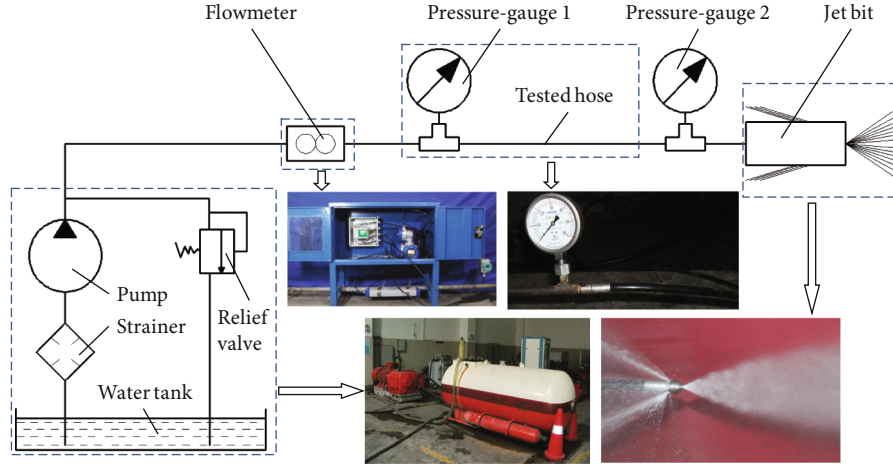 Flowmeter
Pressure-gauge 1
Pressure-gauge 2
Jet bit
Tested hose
Pump
Strainer
Relief
valve
Water tank